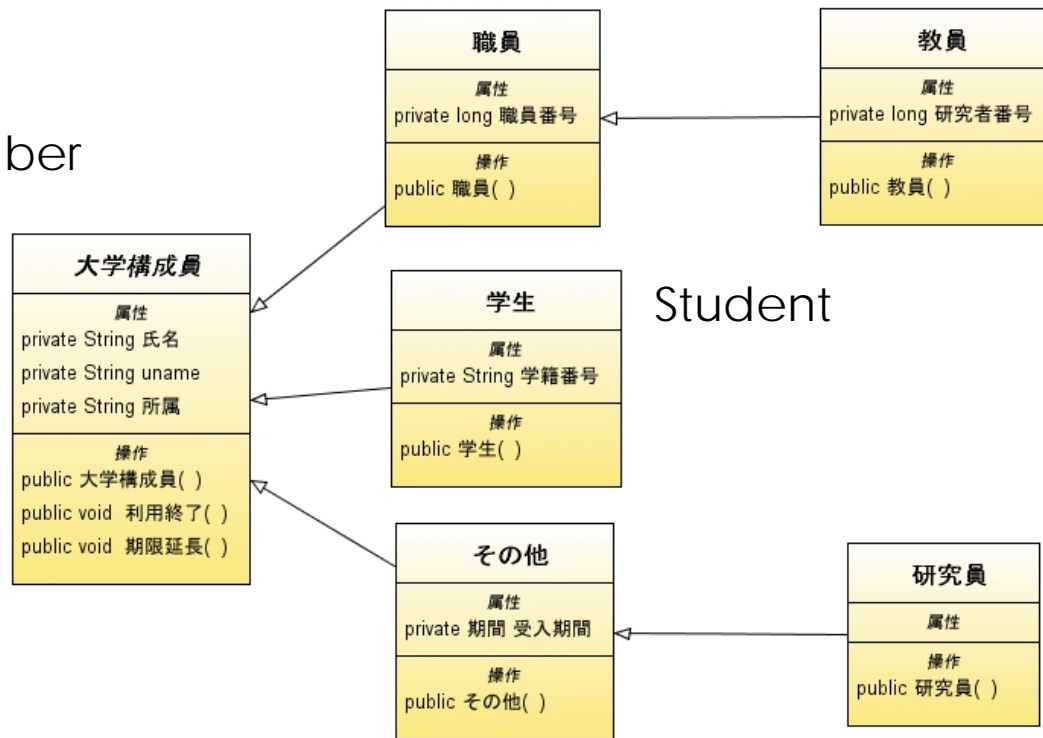 ber
大学構成員
属性
private String 氏名
private String uname
private String 所属
操作
public 大学構成員( )
public void 利用終了( )
public void 期限延長( )
職員
属性
private long 職員番号
操作
public 職員( )
教員
属性
private long 研究者番号
操作
public 教員( )
学生
属性
private String 学籍番号
操作
public 学生( )
Student
その他
属性
private 期間 受入期間
操作
public その他( )
研究員
属性
操作
public 研究員( )